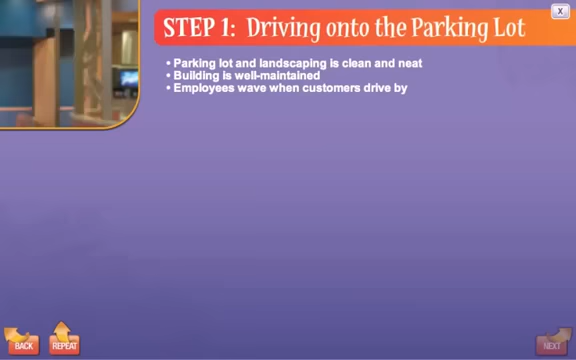 STEP 1: Driving onto the Parking Lot
X
• Parking lot and landscaping is clean and neat
• Building is well-maintained
• Employees wave when customers drive by
BACK
REPEAT
NEXT